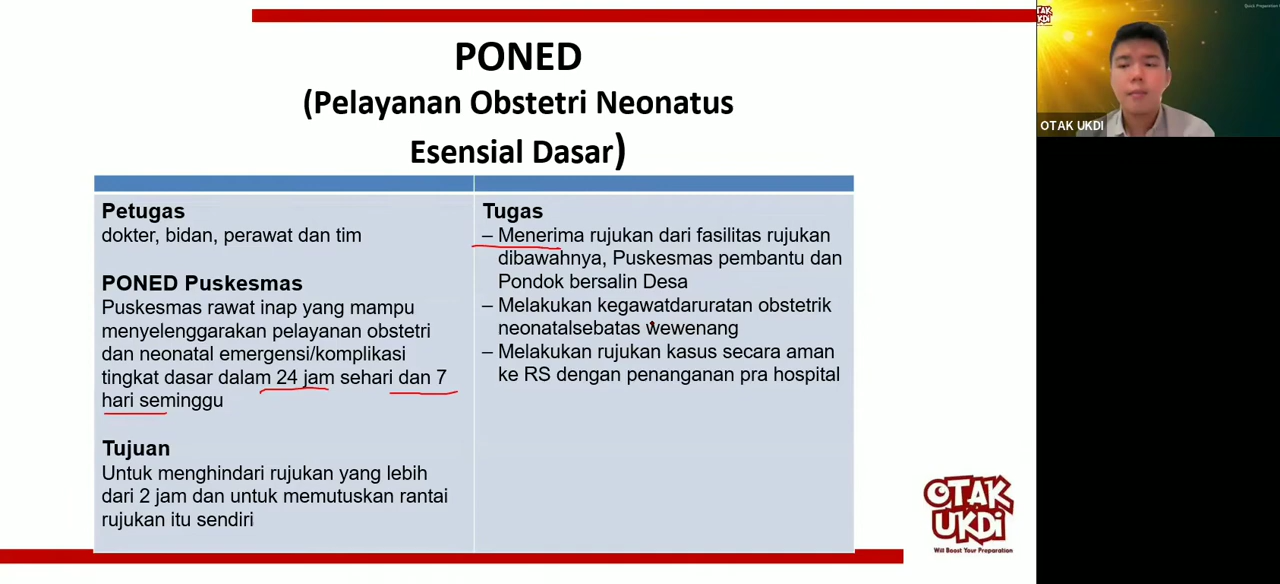 PONED
(Pelayanan Obstetri Neonatus
Esensial Dasar)
Petugas
dokter, bidan, perawat dan tim
PONED Puskesmas
Puskesmas rawat inap yang mampu
menyelenggarakan pelayanan obstetri
dan neonatal emergensi/komplikasi
tingkat dasar dalam 24 jam sehari dan 7
hari seminggu
Tujuan
Untuk menghindari rujukan yang lebih
dari 2 jam dan untuk memutuskan rantai
rujukan itu sendiri
Tugas
– Menerima rujukan dari fasilitas rujukan
dibawahnya, Puskesmas pembantu dan
Pondok bersalin Desa
– Melakukan kegawatdaruratan obstetrik
neonatalsebatas wewenang
– Melakukan rujukan kasus secara aman
ke RS dengan penanganan pra hospital
OTAK
UKDI
Will Boost Your Preparation
OTAK
UKDI
Quick Preparation
OTAK UKDI